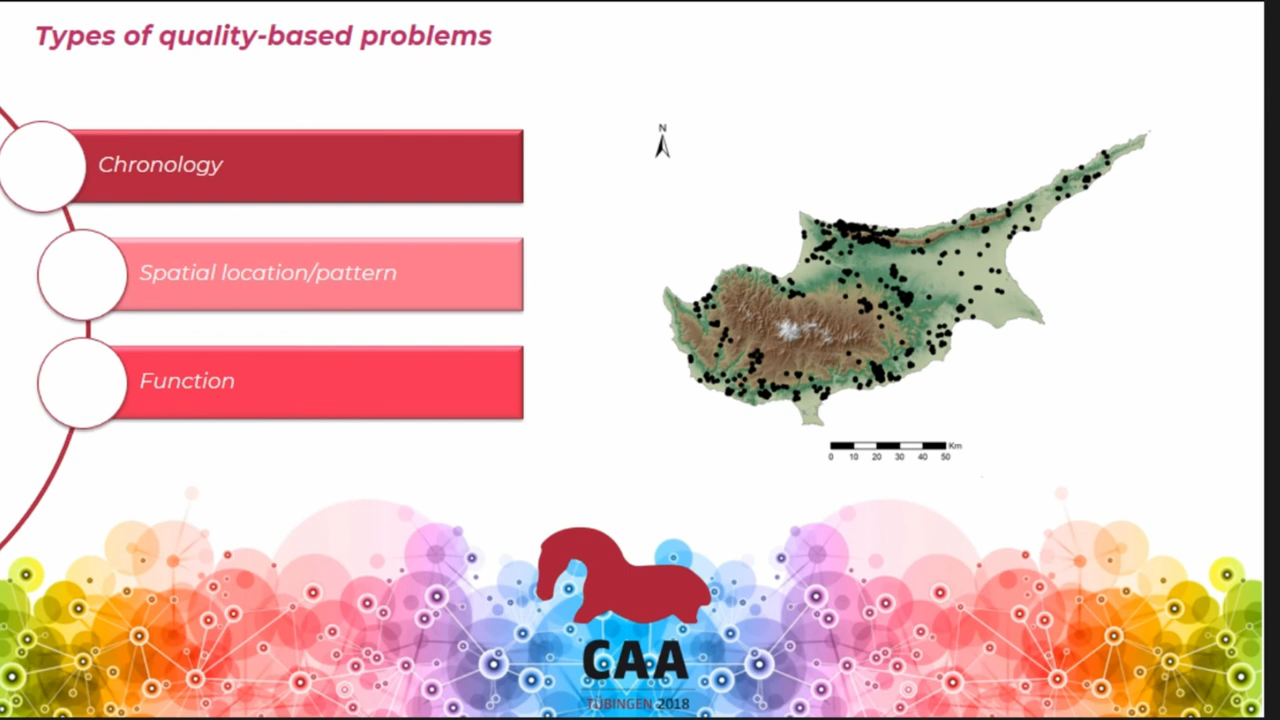 Types of quality-based problems
Chronology
Spatial location/pattern
Function
N
Km
0 10 20 30 40 50
CAA
TÜBINGEN 2018